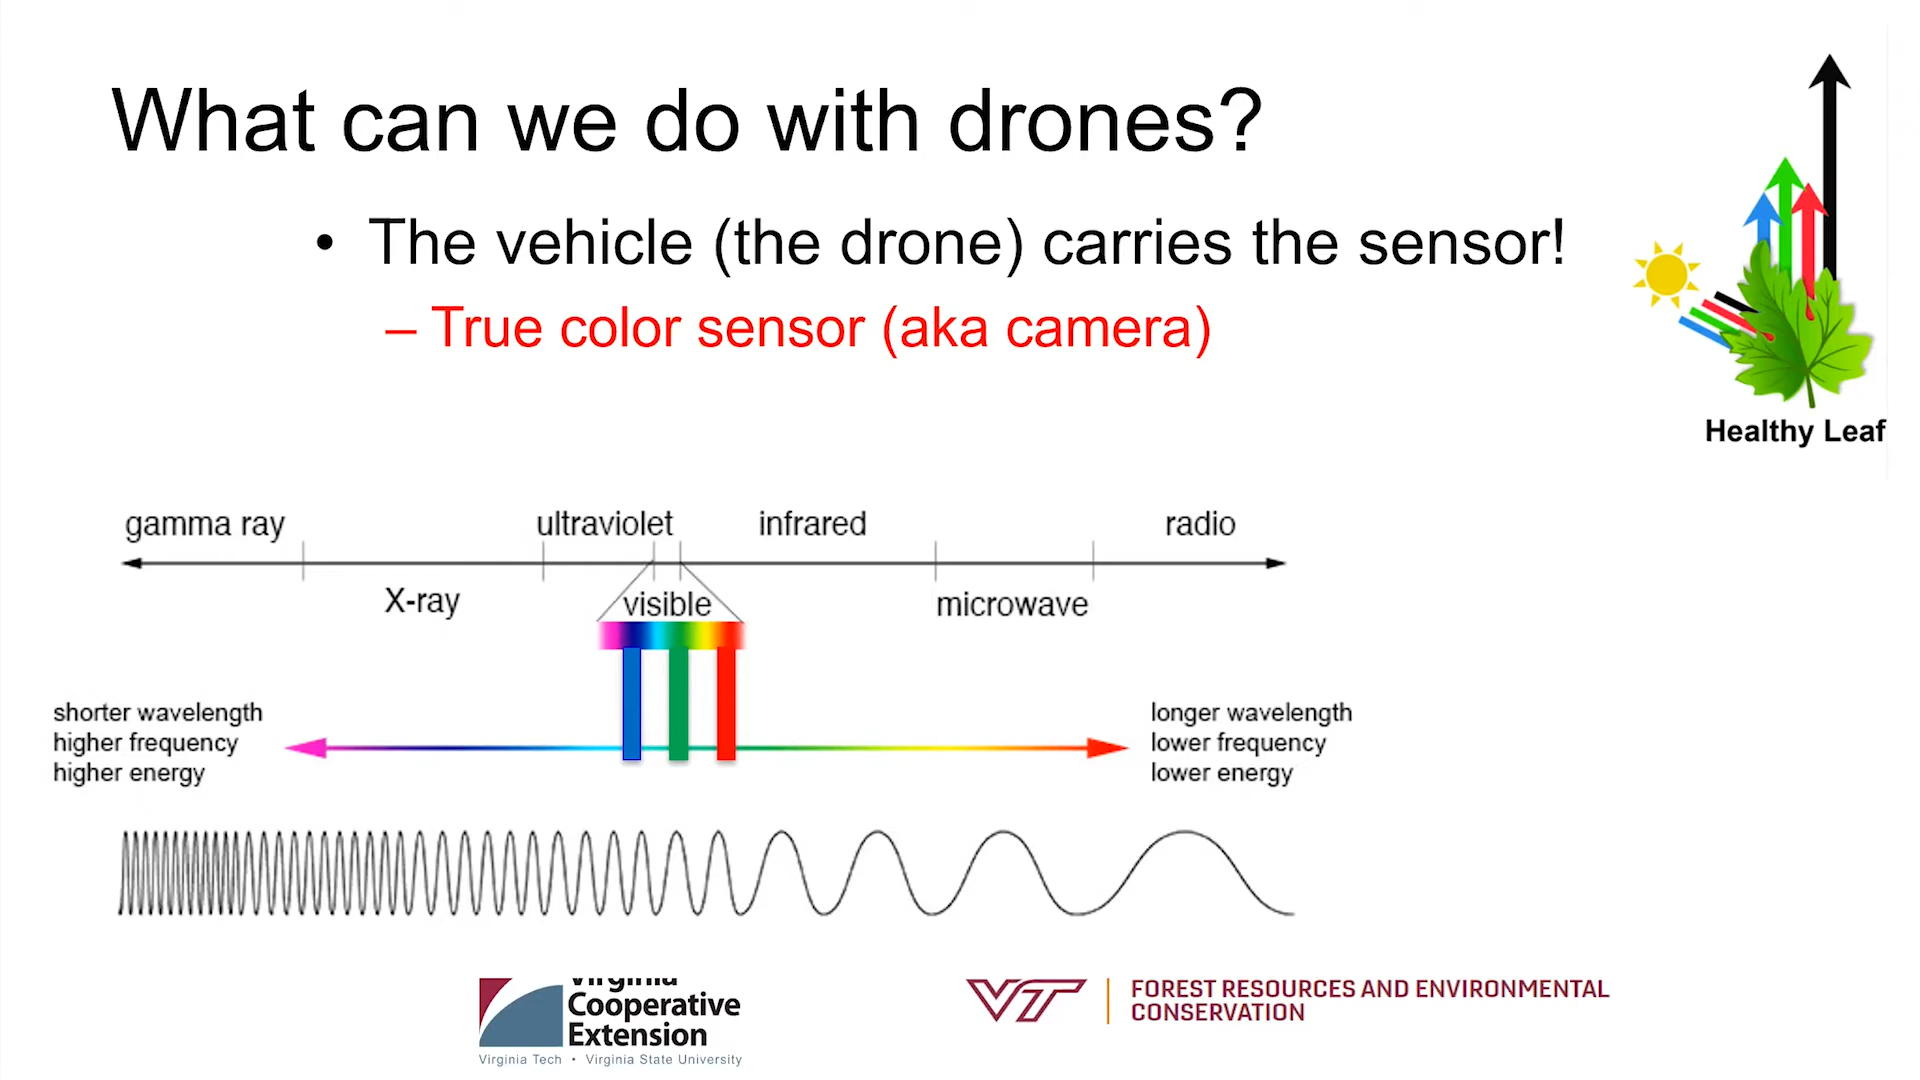 What can we do with drones?
• The vehicle (the drone) carries the sensor!
– True color sensor (aka camera)
Healthy Leaf
gamma ray
ultraviolet
infrared
radio
X-ray
visible
microwave
shorter wavelength
higher frequency
higher energy
longer wavelength
lower frequency
lower energy
Virginia
Cooperative
Extension
Virginia Tech • Virginia State University
VT
FOREST RESOURCES AND ENVIRONMENTAL
CONSERVATION